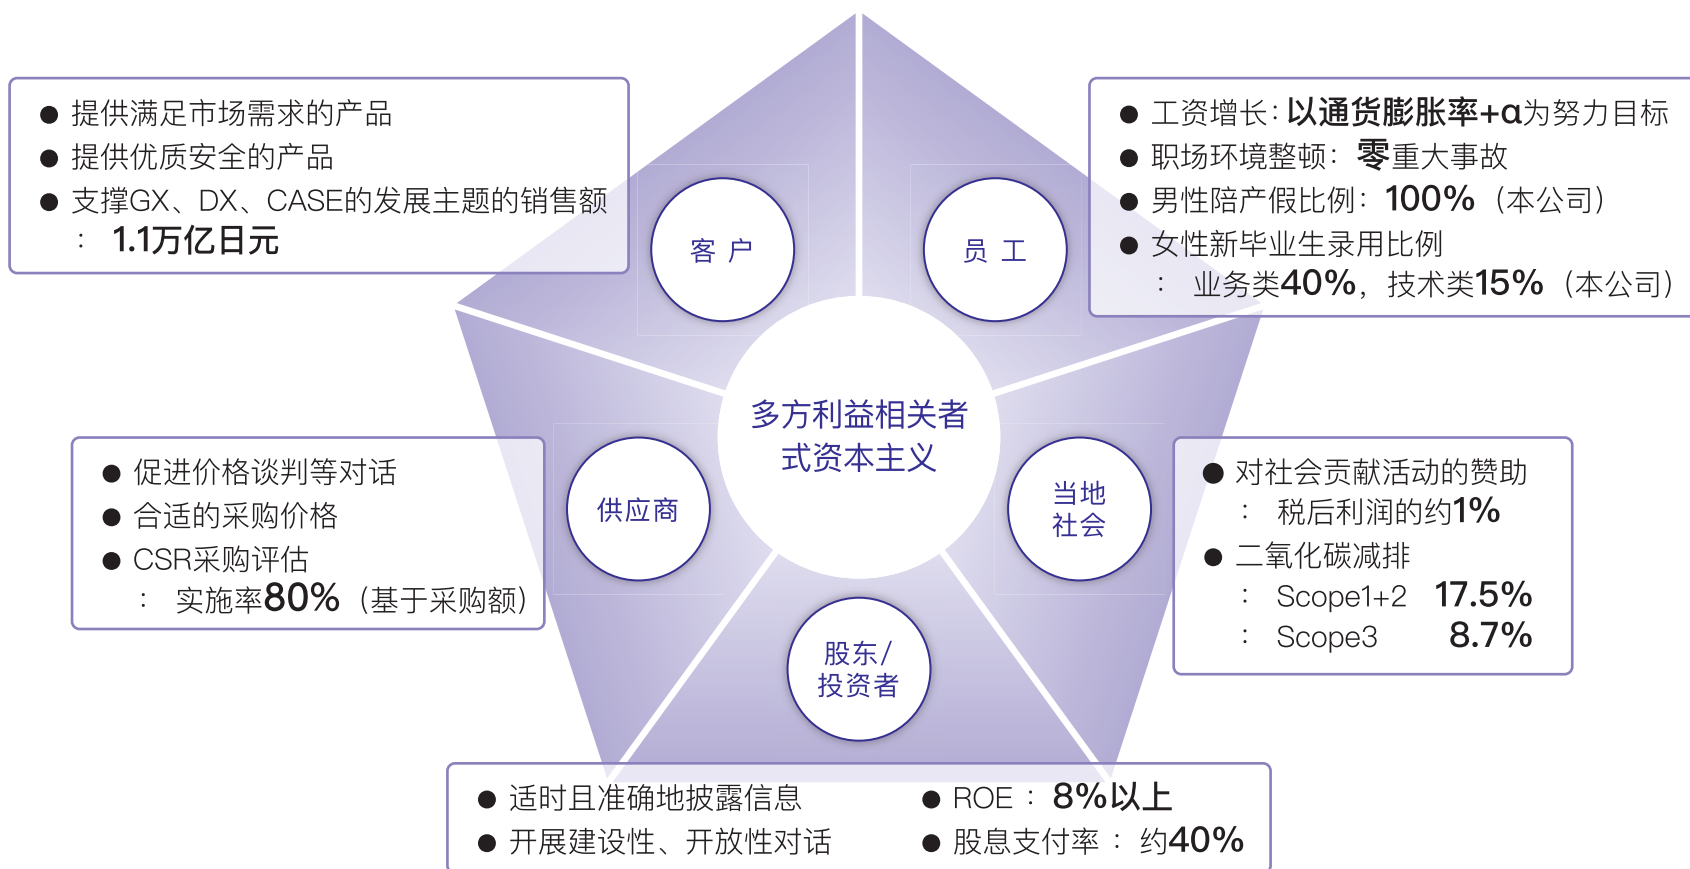 ● 提供满足市场需求的产品
● 提供优质安全的产品
● 支撑GX、DX、CASE的发展主题的销售额
： 1.1万亿日元
客 户
员 工
● 工资增长：以通货膨胀率+α为努力目标
● 职场环境整顿：零重大事故
● 男性陪产假比例：100%（本公司）
● 女性新毕业生录用比例
： 业务类40%，技术类15%（本公司）
多方利益相关者
式资本主义
● 促进价格谈判等对话
● 合适的采购价格
● CSR采购评估
： 实施率80%（基于采购额）
供应商
当地
社会
● 对社会贡献活动的赞助
： 税后利润的约1%
● 二氧化碳减排
： Scope1+2 17.5%
： Scope3 8.7%
股东/
投资者
● 适时且准确地披露信息
● 开展建设性、开放性对话
● ROE：8%以上
● 股息支付率：约40%